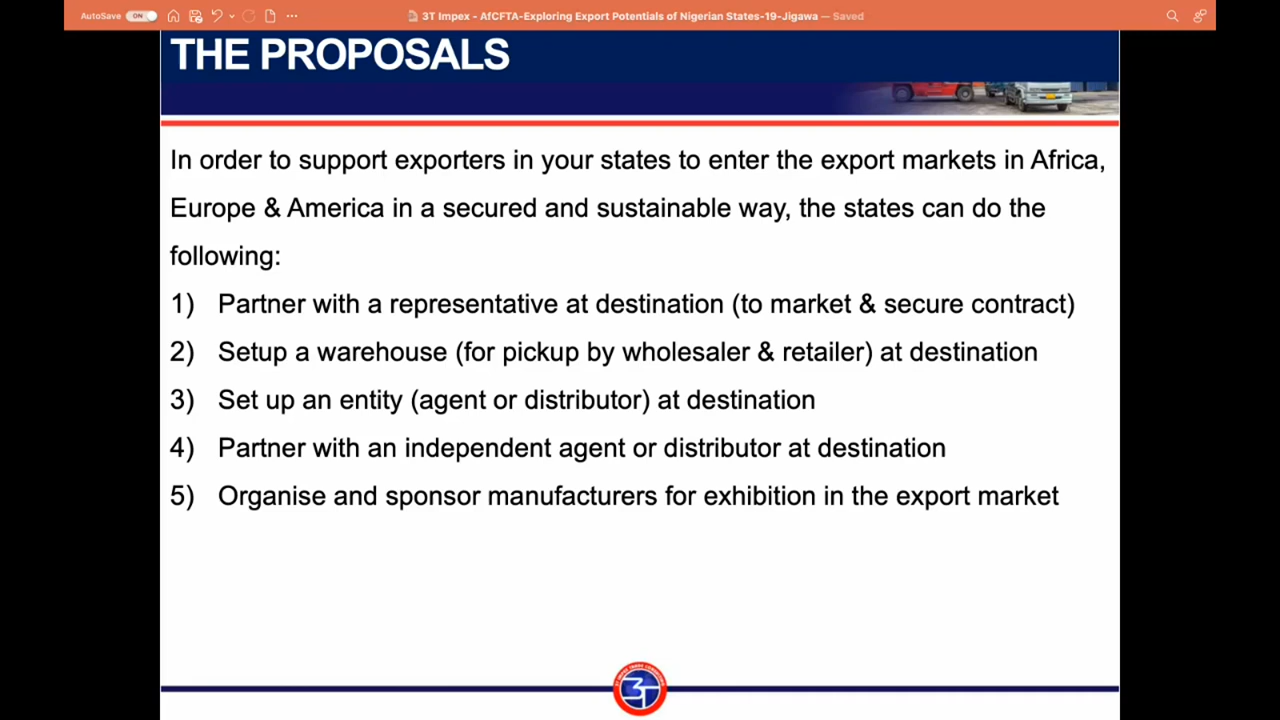 AutoSave ON
3T Impex - AfCFTA-Exploring Export Potentials of Nigerian States-19-Jigawa — Saved
THE PROPOSALS
In order to support exporters in your states to enter the export markets in Africa,
Europe & America in a secured and sustainable way, the states can do the
following:
1) Partner with a representative at destination (to market & secure contract)
2) Setup a warehouse (for pickup by wholesaler & retailer) at destination
3) Set up an entity (agent or distributor) at destination
4) Partner with an independent agent or distributor at destination
5) Organise and sponsor manufacturers for exhibition in the export market
3T